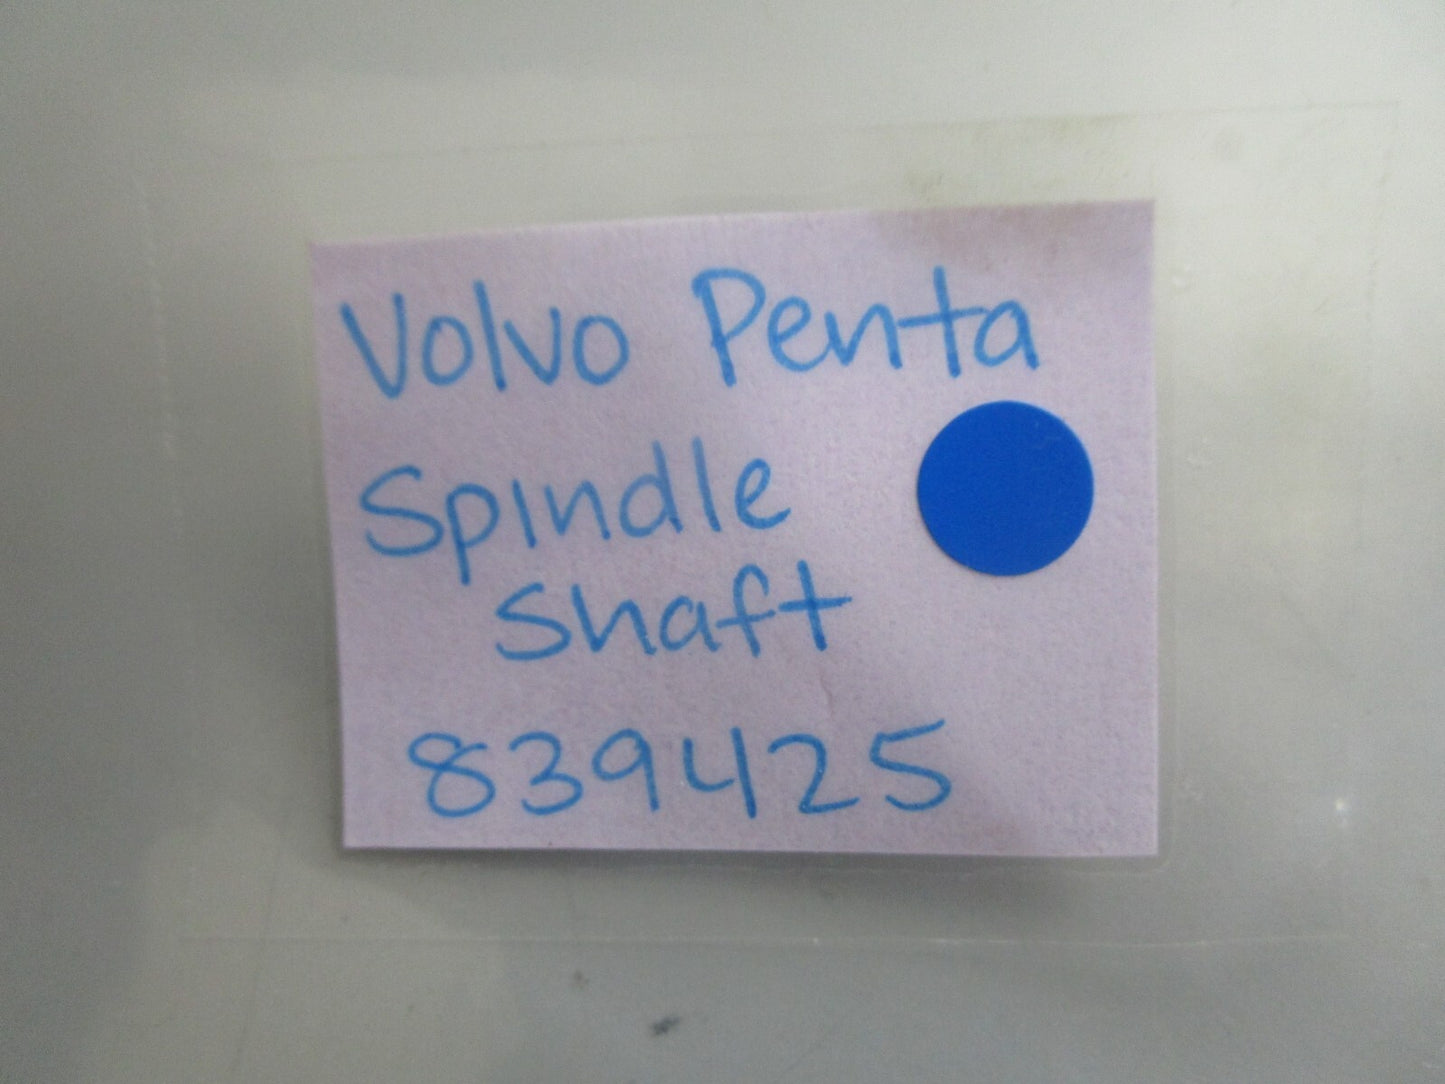 Volvo Penta
Spindle
Shaft
839425